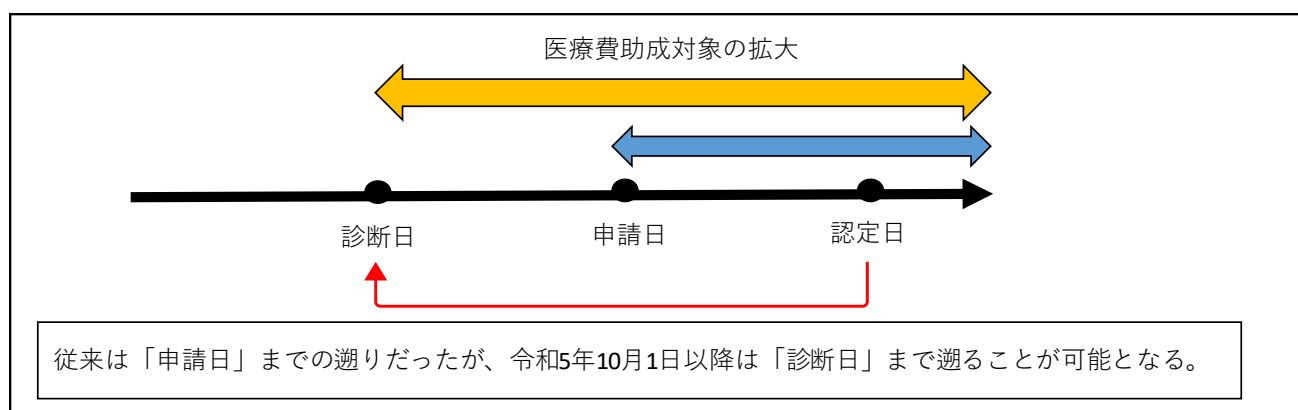 医療費助成対象の拡大
診断日
申請日
認定日
従来は「申請日」までの遡りだったが、令和5年10月1日以降は「診断日」まで遡ることが可能となる。